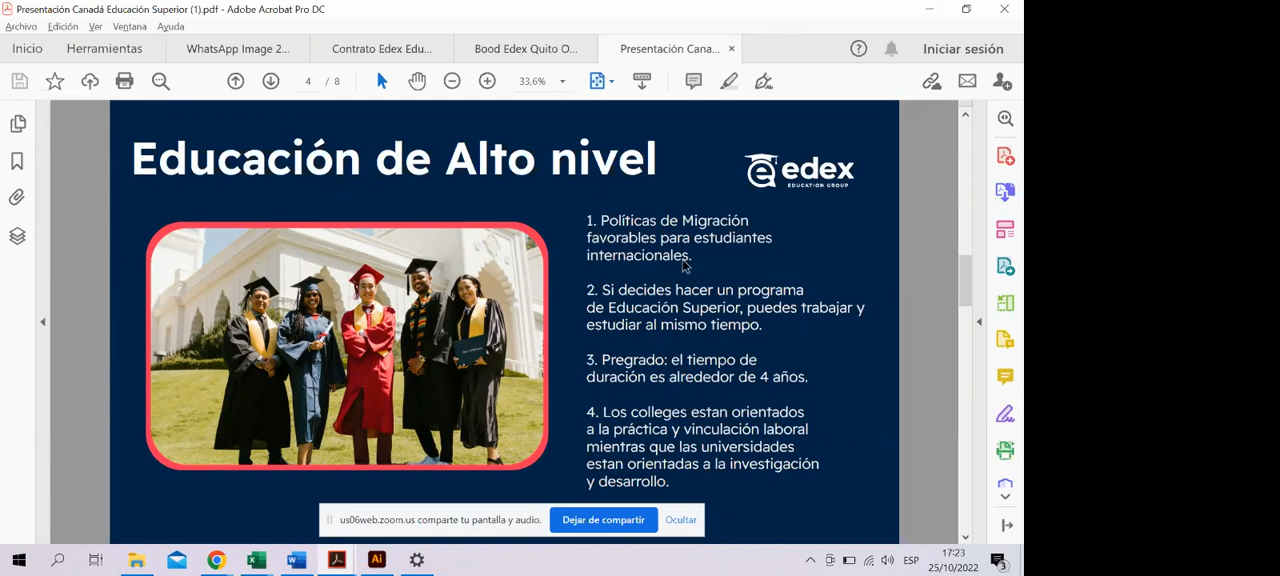 Presentación Canadá Educación Superior (1).pdf - Adobe Acrobat Pro DC
Archivo Edición Ver Ventana Ayuda
Inicio Herramientas WhatsApp Image 2... Contrato Edex Edu... Bood Edex Quito O... Presentación Cana... × Iniciar sesión
4 / 8 33,6%
Educación de Alto nivel
edex
EDUCATION GROUP
1. Políticas de Migración
favorables para estudiantes
internacionales.
2. Si decides hacer un programa
de Educación Superior, puedes trabajar y
estudiar al mismo tiempo.
3. Pregrado: el tiempo de
duración es alrededor de 4 años.
4. Los colleges estan orientados
a la práctica y vinculación laboral
mientras que las universidades
estan orientadas a la investigación
y desarrollo.
us06web.zoom.us comparte tu pantalla y audio. Dejar de compartir Ocultar
ESP
17:23
25/10/2022
3